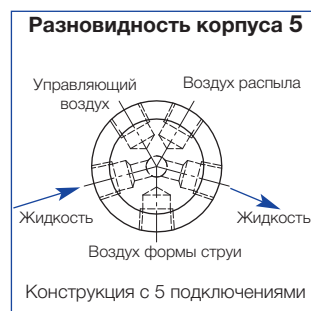 Разновидность корпуса 5
Управляющий
воздух
Воздух распыла
Жидкость
Жидкость
Воздух формы струи
Конструкция с 5 подключениями